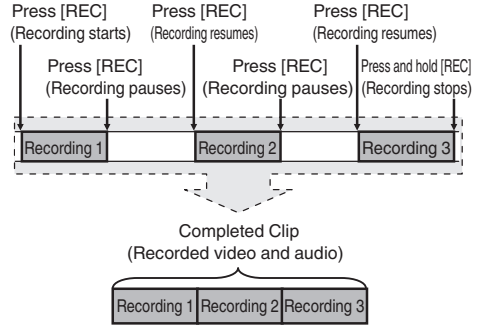 Press [REC]
(Recording starts)
Press [REC]
(Recording resumes)
Press [REC]
(Recording resumes)
Press [REC]
(Recording pauses)
Press [REC]
(Recording pauses)
Press and hold [REC]
(Recording stops)
Recording 1
Recording 2
Recording 3
Completed Clip
(Recorded video and audio)
Recording 1
Recording 2
Recording 3